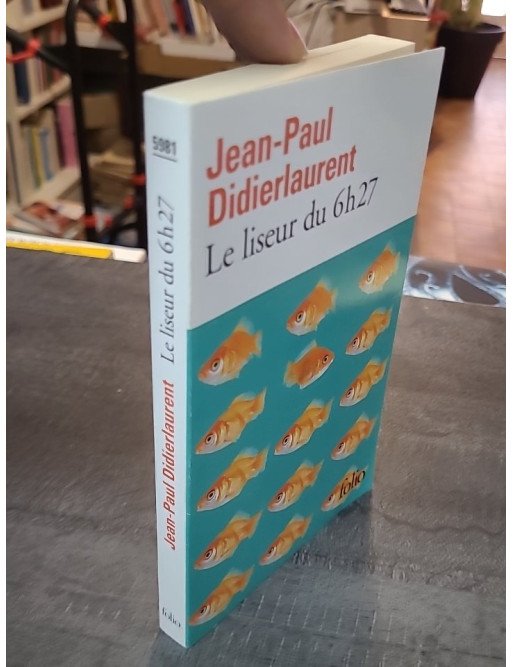 Jean-Paul
Didierlaurent
Le liseur du 6h27
folio
5981
Le liseur du 6h27
Jean-Paul Didierlaurent
folio